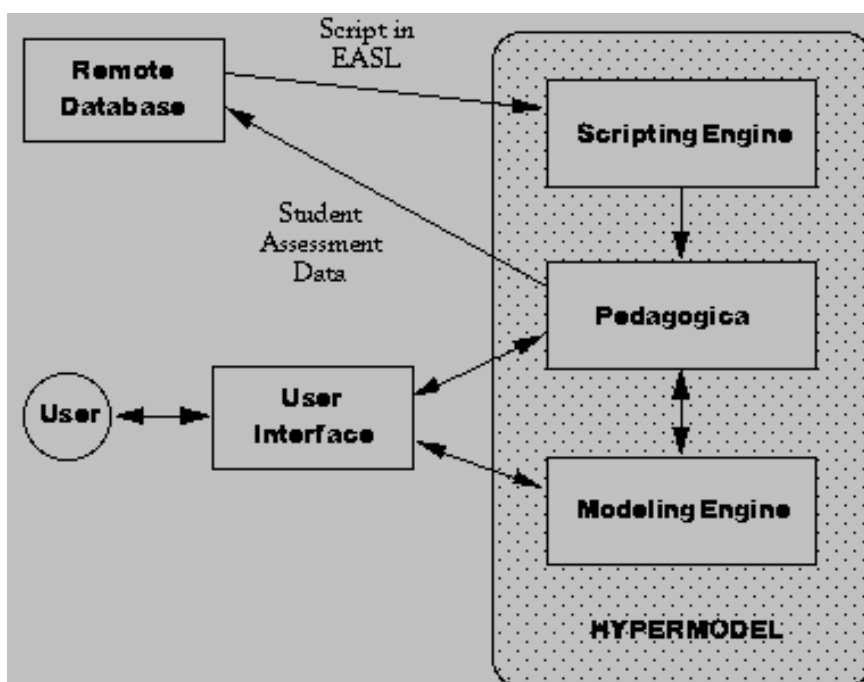 Script in
EASL
Remote
Database
Scripting Engine
Student
Assessment
Data
Pedagogica
User
User
Interface
Modeling Engine
HYPERMODEL